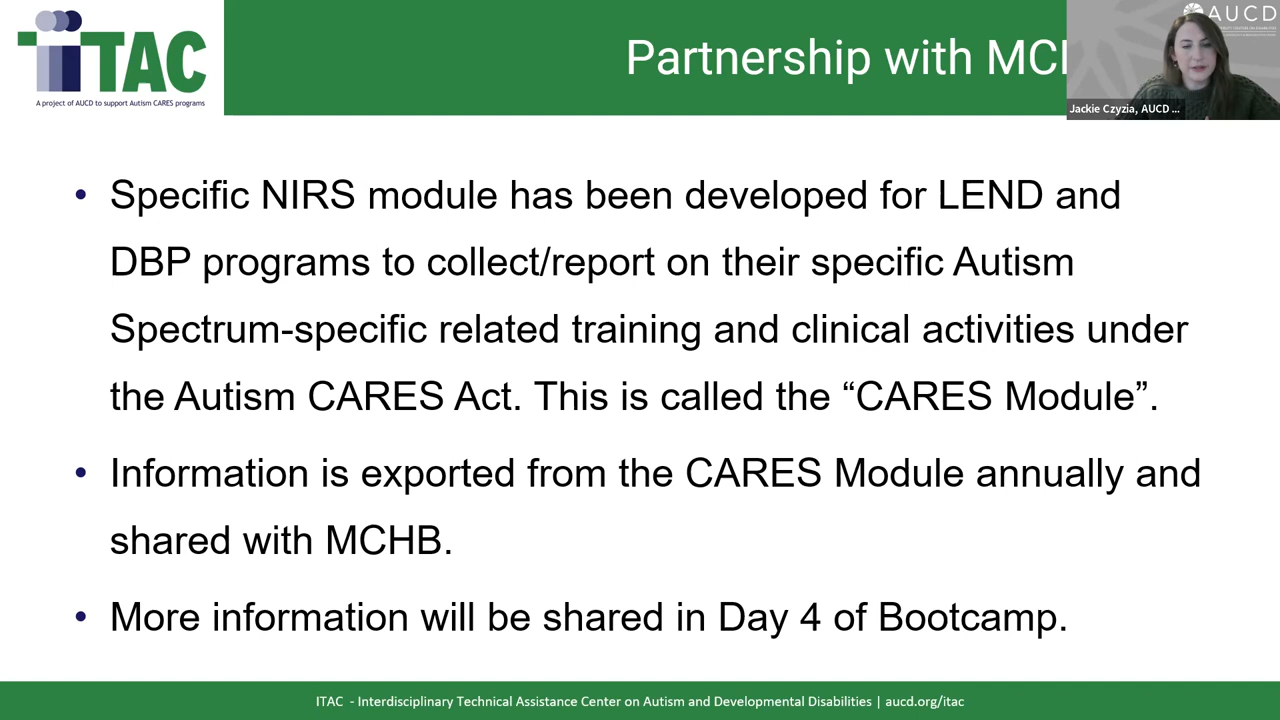 iTAC
A project of AUCD to support Autism CARES programs
Partnership with MCH
AUCD
Jackie Czyzia, AUCD ...
• Specific NIRS module has been developed for LEND and
DBP programs to collect/report on their specific Autism
Spectrum-specific related training and clinical activities under
the Autism CARES Act. This is called the “CARES Module”.
• Information is exported from the CARES Module annually and
shared with MCHB.
• More information will be shared in Day 4 of Bootcamp.
ITAC - Interdisciplinary Technical Assistance Center on Autism and Developmental Disabilities | aucd.org/itac